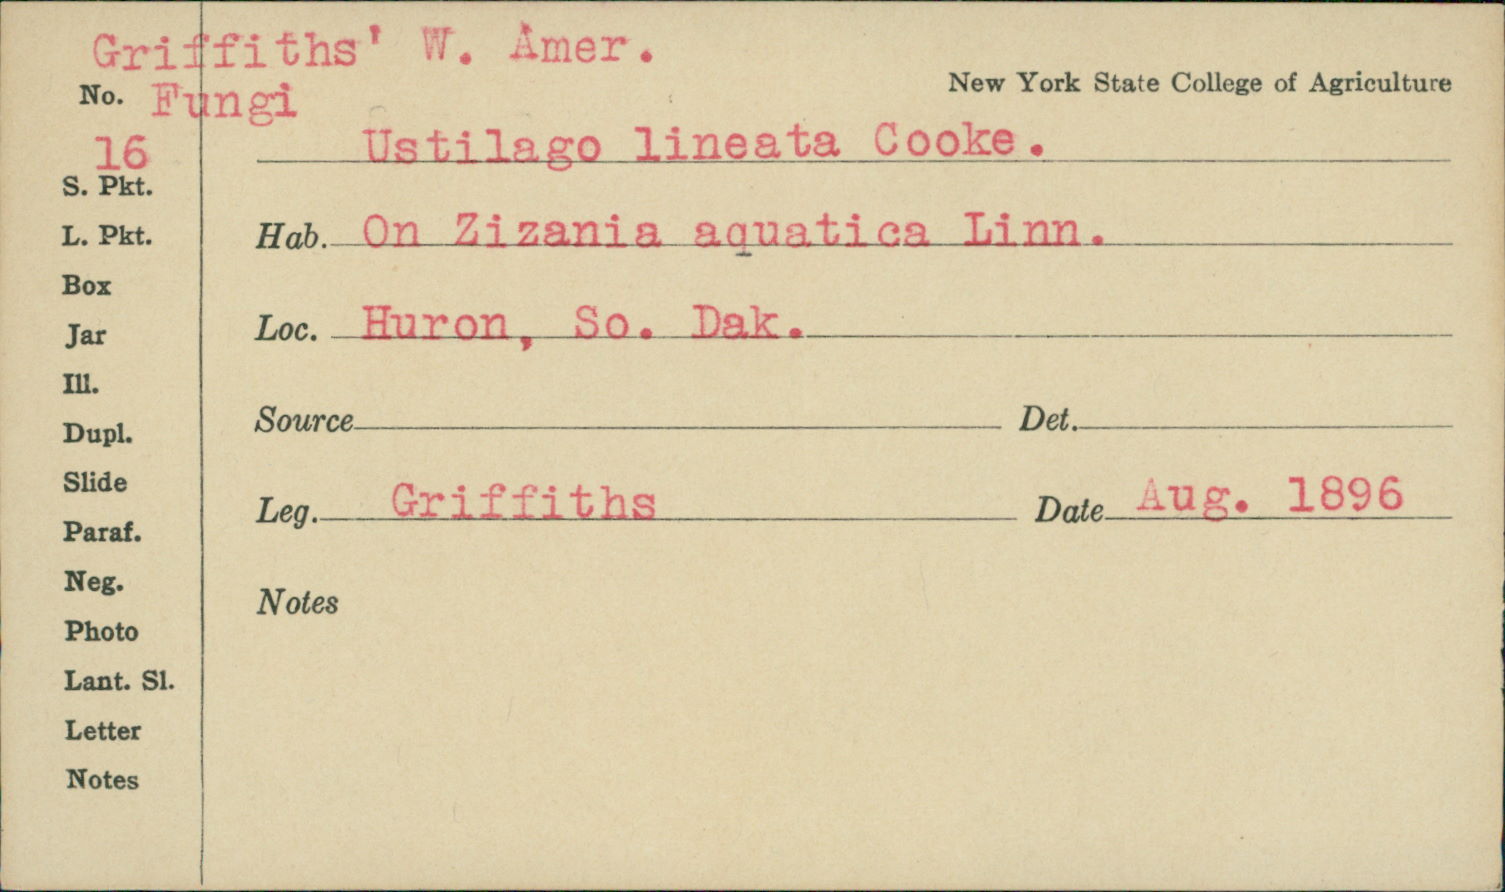 Griffiths' W. Amer.
No. Fungi
New York State College of Agriculture
16
Ustilago lineata Cooke.
S. Pkt.
L. Pkt.
Hab. On Zizania aquatica Linn.
Box
Jar
Loc. Huron, So. Dak.
Ill.
Dupl.
Source Det.
Slide
Leg. Griffiths Date Aug. 1896
Paraf.
Neg.
Notes
Photo
Lant. Sl.
Letter
Notes